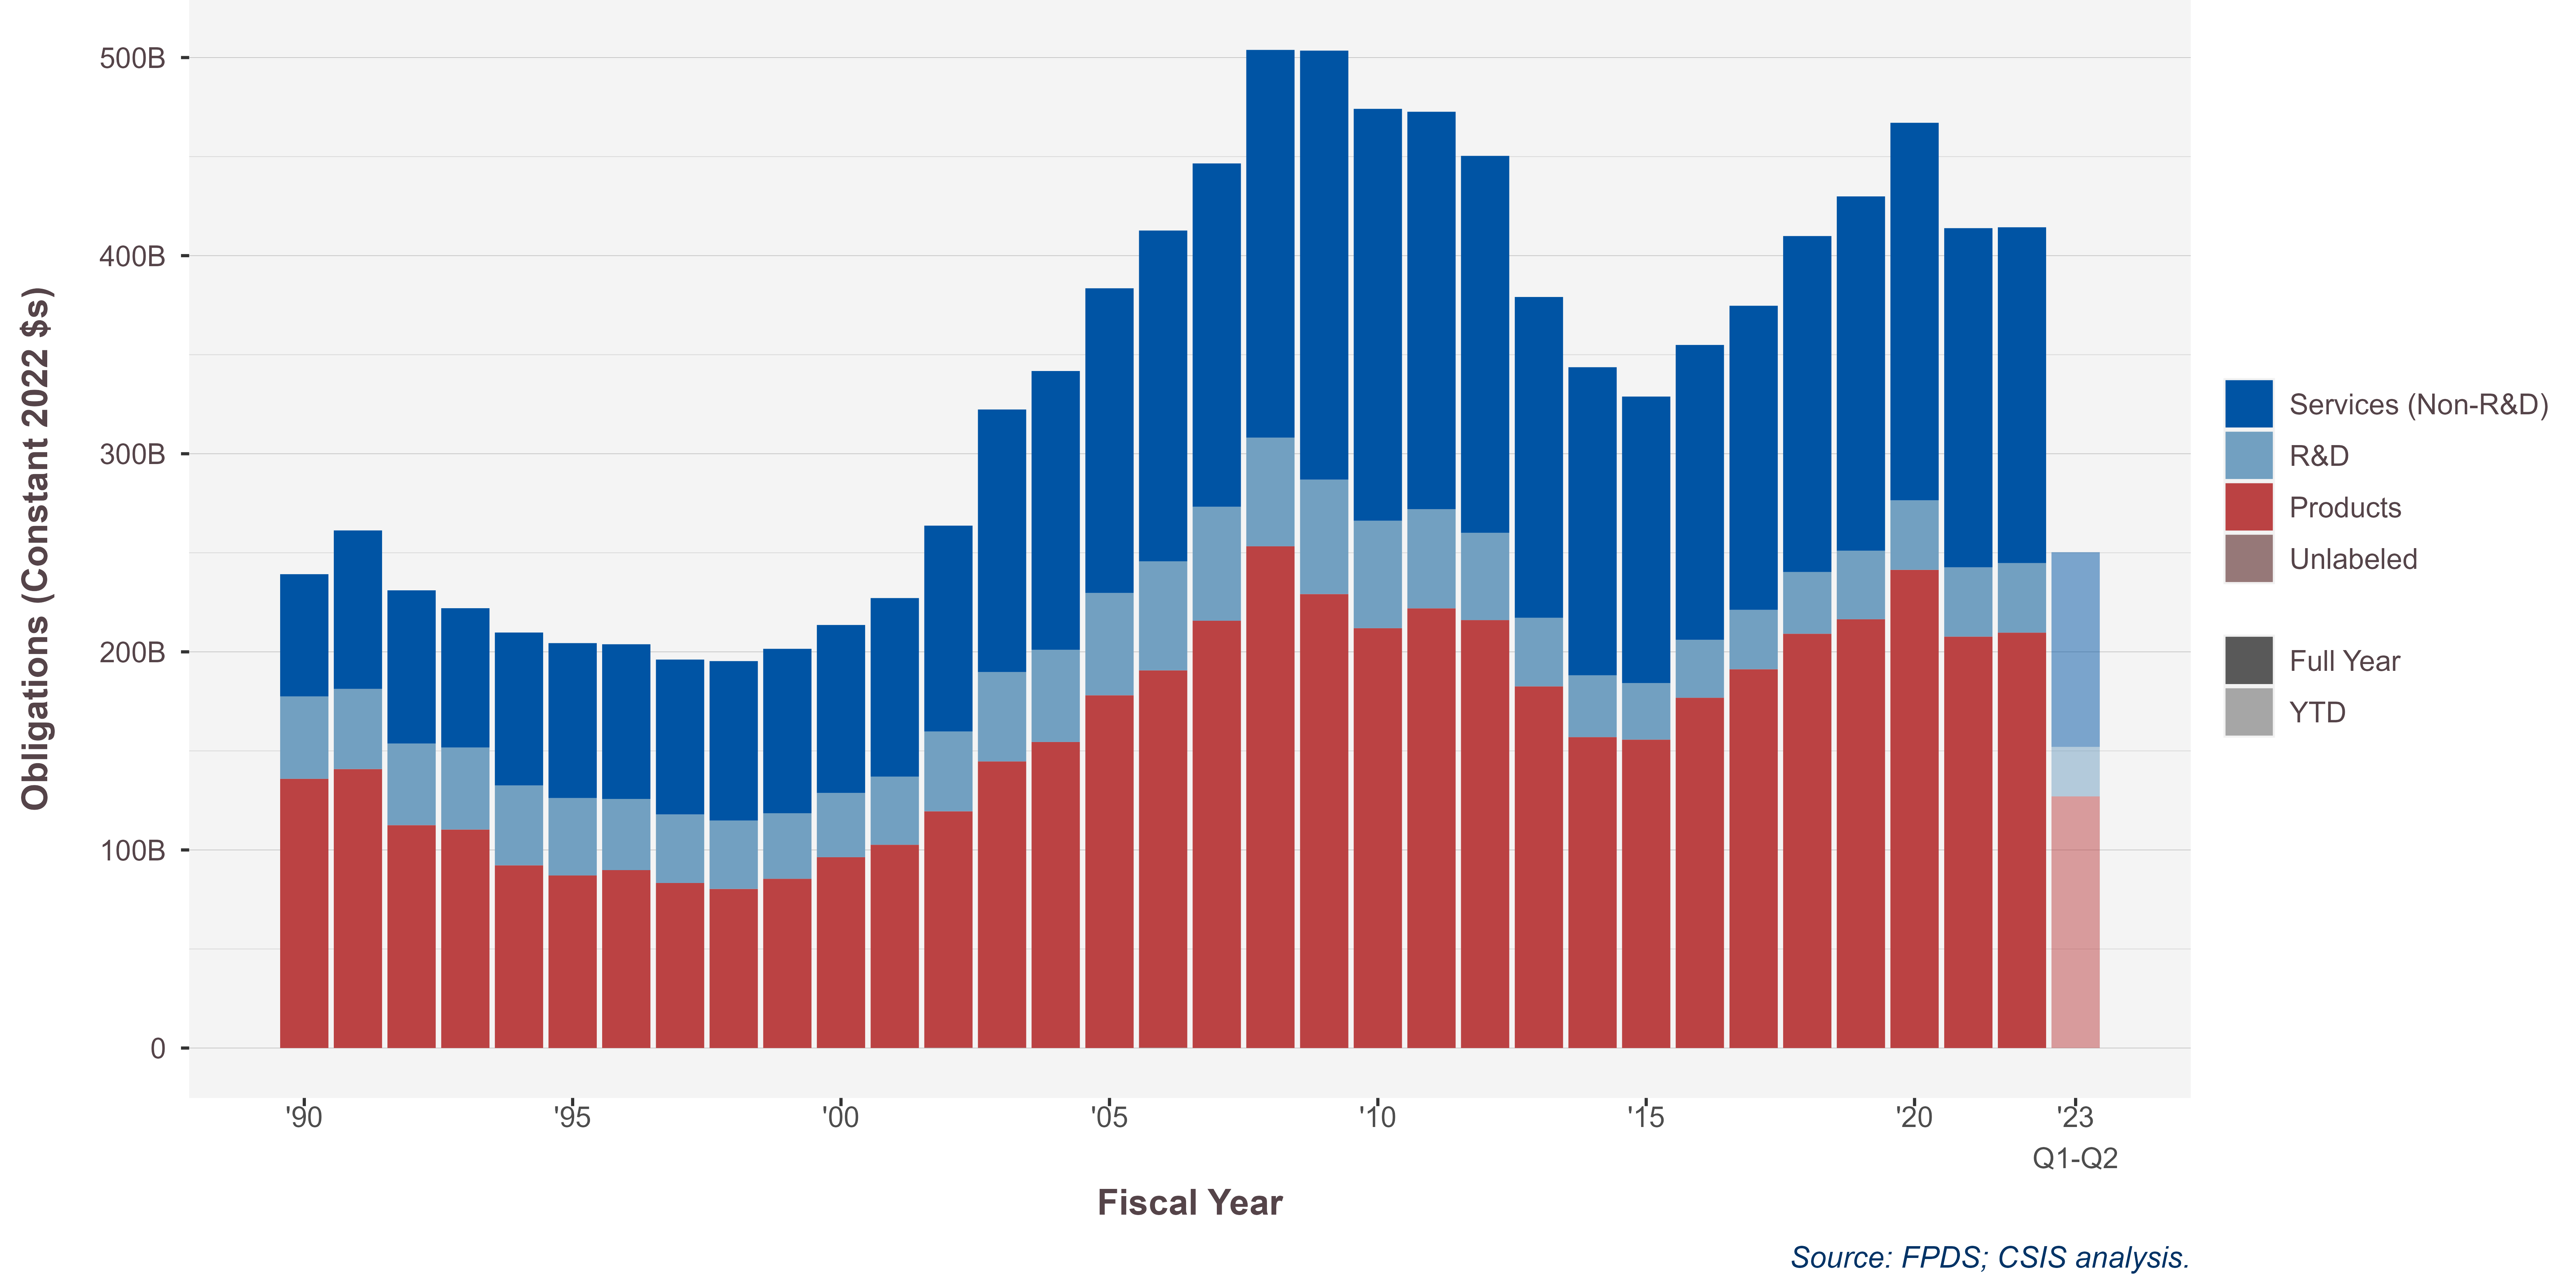 Obligations (Constant 2022 $s)
500B
400B
300B
200B
100B
0
'90
'95
'00
'05
'10
'15
'20
'23
Q1-Q2
Fiscal Year
Services (Non-R&D)
R&D
Products
Unlabeled
Full Year
YTD
Source: FPDS; CSIS analysis.